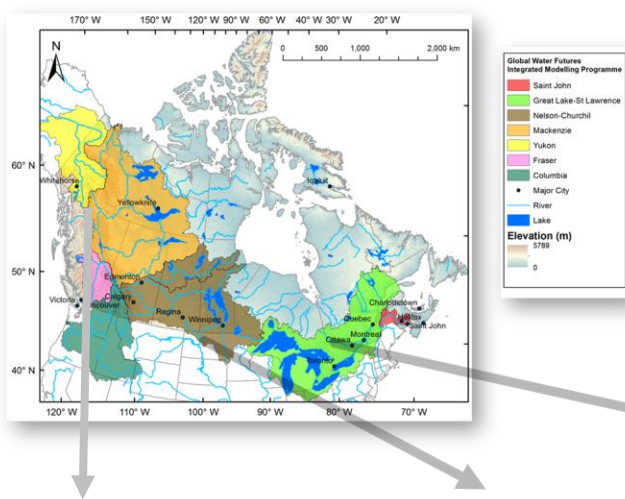 170° W 150° W 120° W 90° W 60° W 40° W 30° W 20° W
N
0 500 1,000 2,000 km
60° N
50° N
40° N
Whitehorse
Yellowknife
Iqaluit
Edmonton
Calgary
Victoria
ncouver
Regina
Winnipeg
Charlottetown
Quebec
Halifax
Saint John
Ottawa
Montreal
Toronto
120° W 110° W 100° W 90° W 80° W 70° W
Global Water Futures
Integrated Modelling Programme
Saint John
Great Lake-St Lawrence
Nelson-Churchil
Mackenzie
Yukon
Fraser
Columbia
Major City
River
Lake
Elevation (m)
5789
0